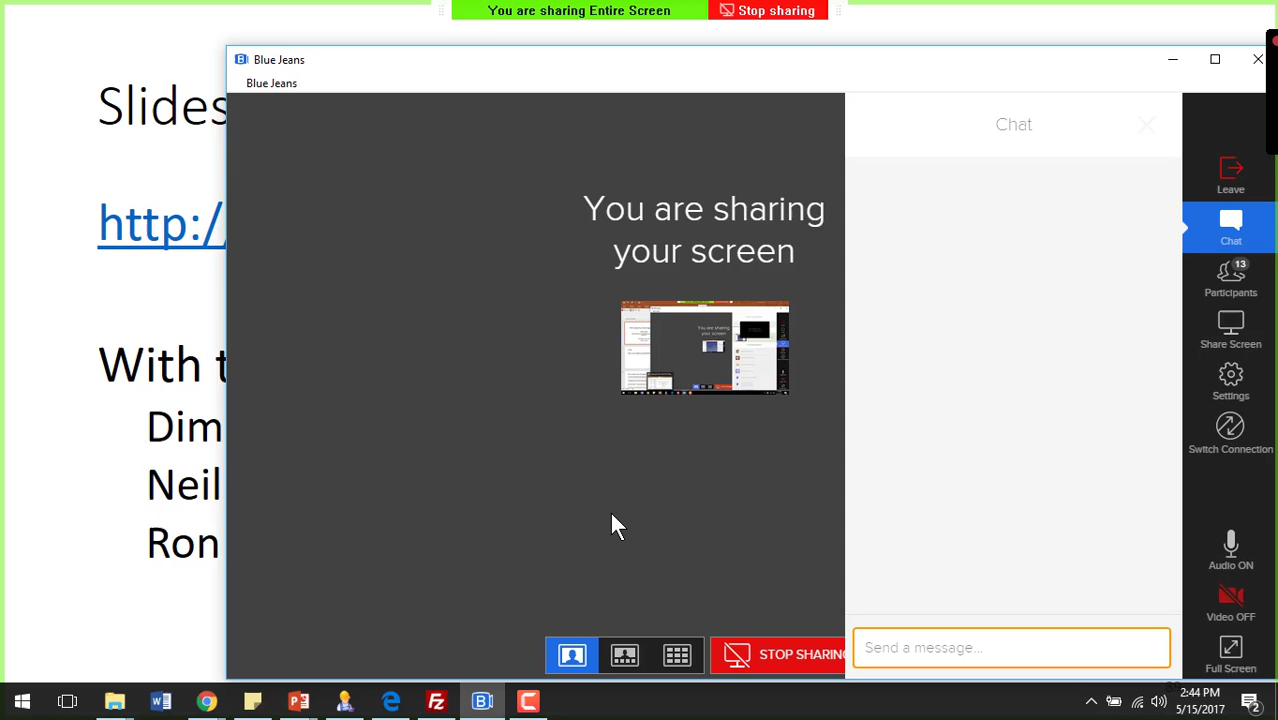 You are sharing Entire Screen
Stop sharing
Blue Jeans
Blue Jeans
Slides
http:/
With t
Dim
Neil
Ron
You are sharing
your screen
STOP SHARING
Chat
Send a message...
Leave
Chat
13
Participants
Share Screen
Settings
Switch Connection
Audio ON
Video OFF
Full Screen
2:44 PM
5/15/2017
2